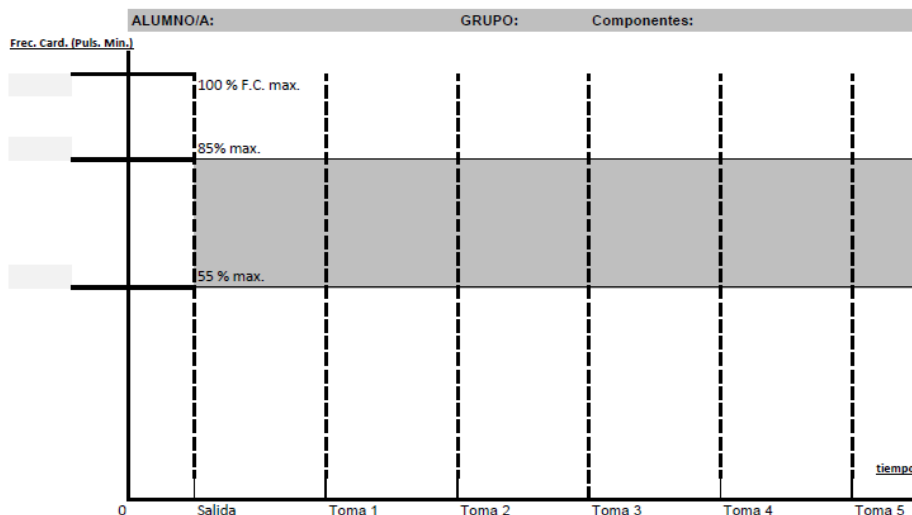 ALUMNO/A: GRUPO: Componentes:
Frec. Card. (Puls. Min.)
100 % F.C. max.
85% max.
55 % max.
tiempo
0 Salida Toma 1 Toma 2 Toma 3 Toma 4 Toma 5